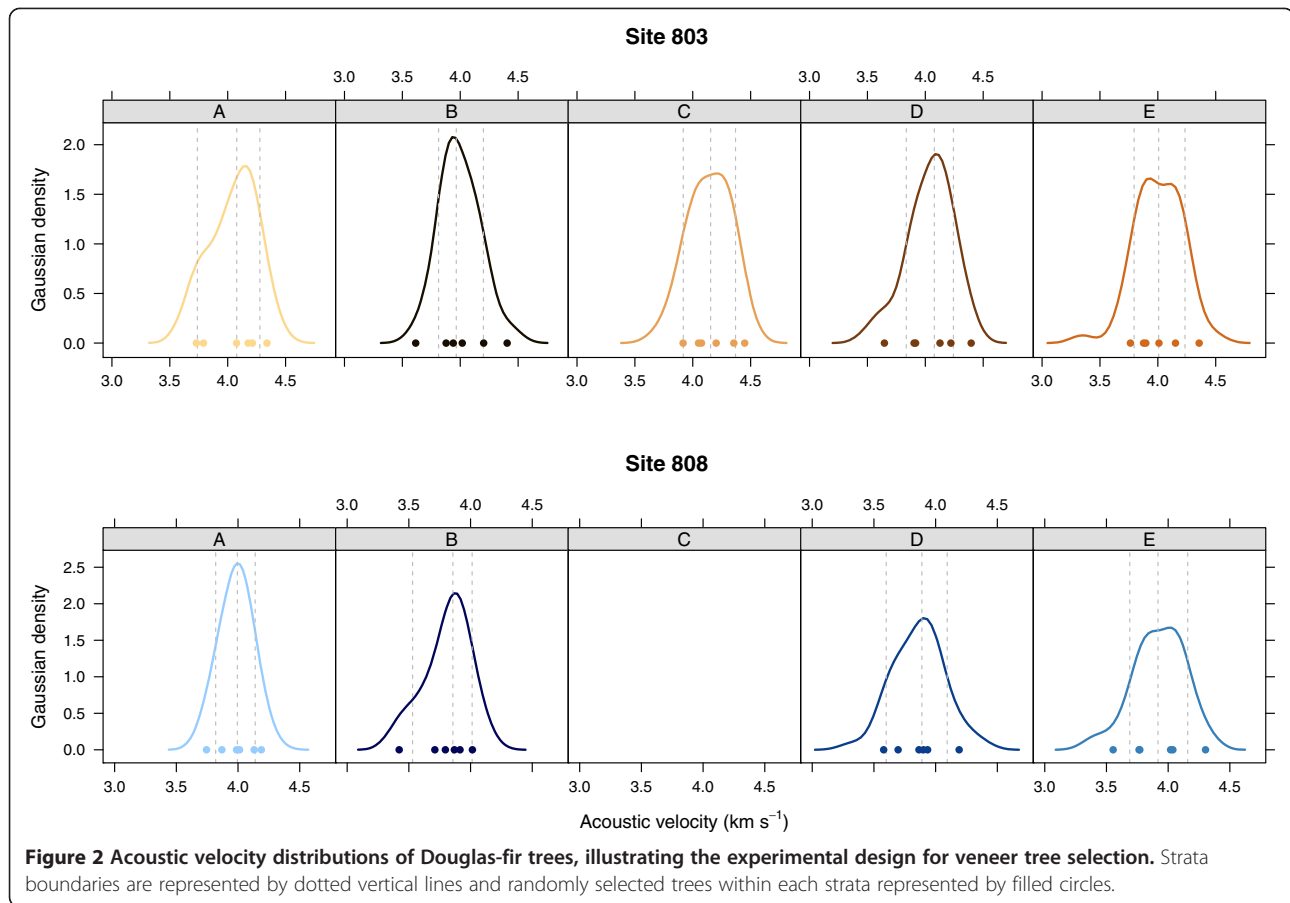 Site 803
3.0 3.5 4.0 4.5 3.0 3.5 4.0 4.5
A B C D E
2.0
1.5
1.0
0.5
0.0
Gaussian density
3.0 3.5 4.0 4.5 3.0 3.5 4.0 4.5 3.0 3.5 4.0 4.5
Site 808
3.0 3.5 4.0 4.5 3.0 3.5 4.0 4.5
A B C D E
2.5
2.0
1.5
1.0
0.5
0.0
Gaussian density
3.0 3.5 4.0 4.5 3.0 3.5 4.0 4.5 3.0 3.5 4.0 4.5
Acoustic velocity (km s⁻¹)
Figure 2 Acoustic velocity distributions of Douglas-fir trees, illustrating the experimental design for veneer tree selection. Strata
boundaries are represented by dotted vertical lines and randomly selected trees within each strata represented by filled circles.